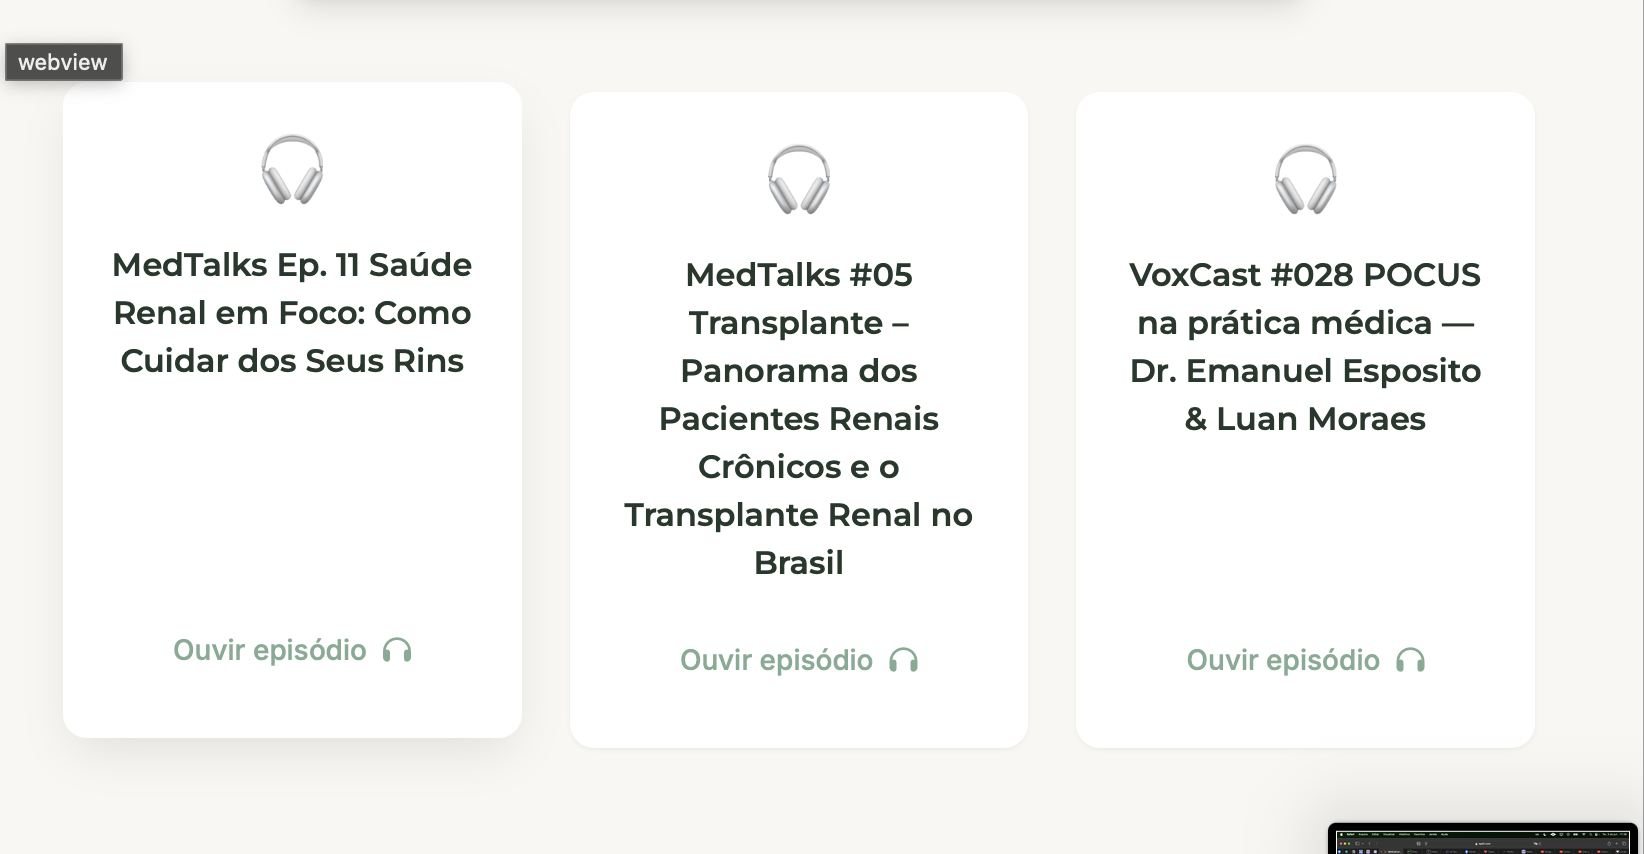 webview
MedTalks Ep. 11 Saúde
Renal em Foco: Como
Cuidar dos Seus Rins
Ouvir episódio
MedTalks #05
Transplante –
Panorama dos
Pacientes Renais
Crônicos e o
Transplante Renal no
Brasil
Ouvir episódio
VoxCast #028 POCUS
na prática médica —
Dr. Emanuel Esposito
& Luan Moraes
Ouvir episódio